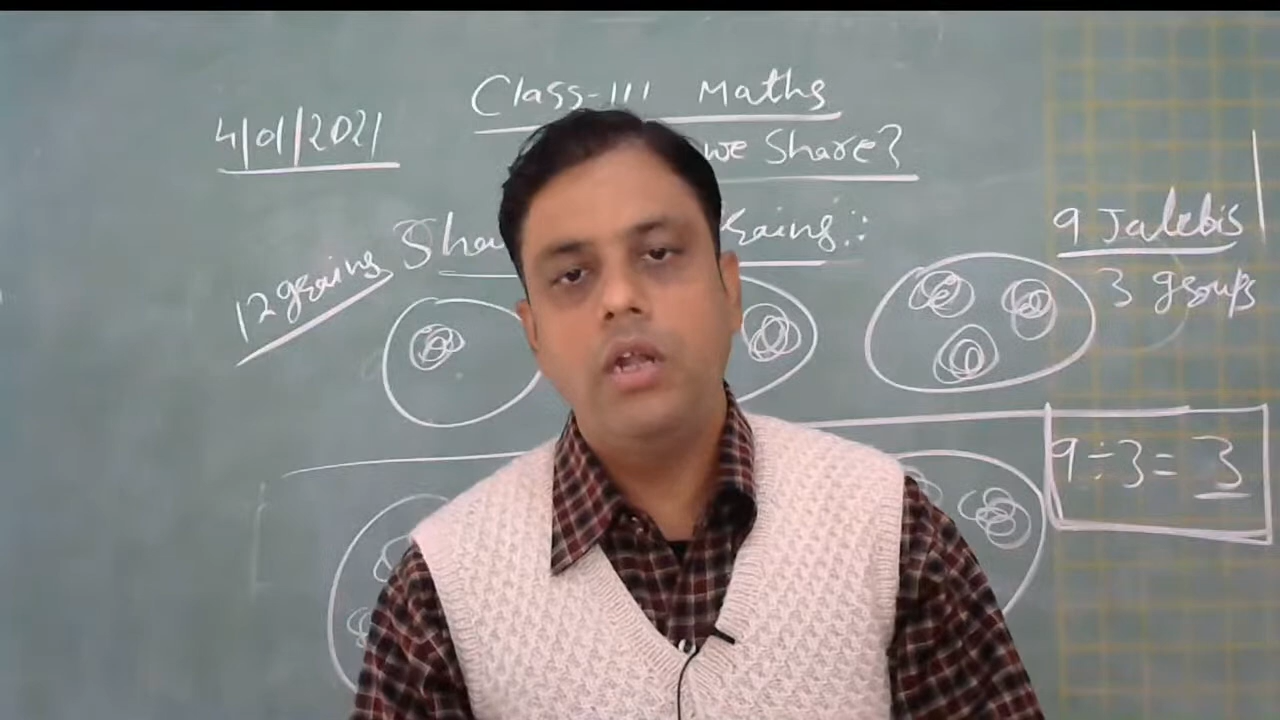 Class-III Maths
4/01/2021
we Share?
12 grains
9 Jalebis
3 groups
9÷3= 3